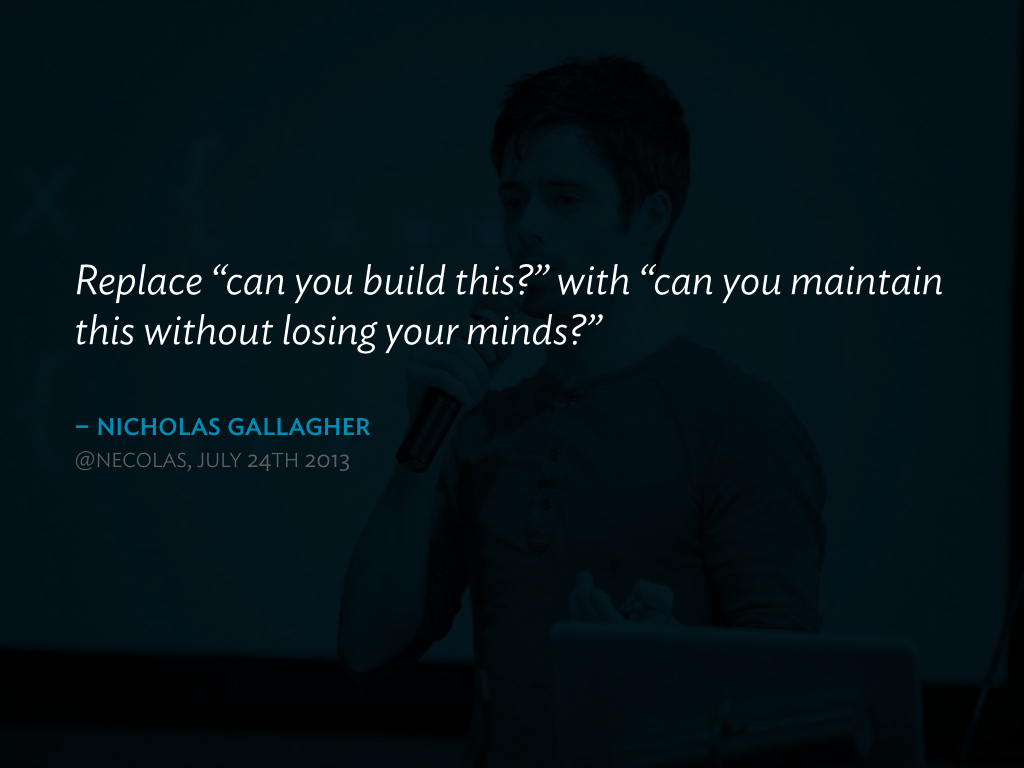 Replace “can you build this?” with “can you maintain
this without losing your minds?”
– NICHOLAS GALLAGHER
@NECOLAS, JULY 24TH 2013